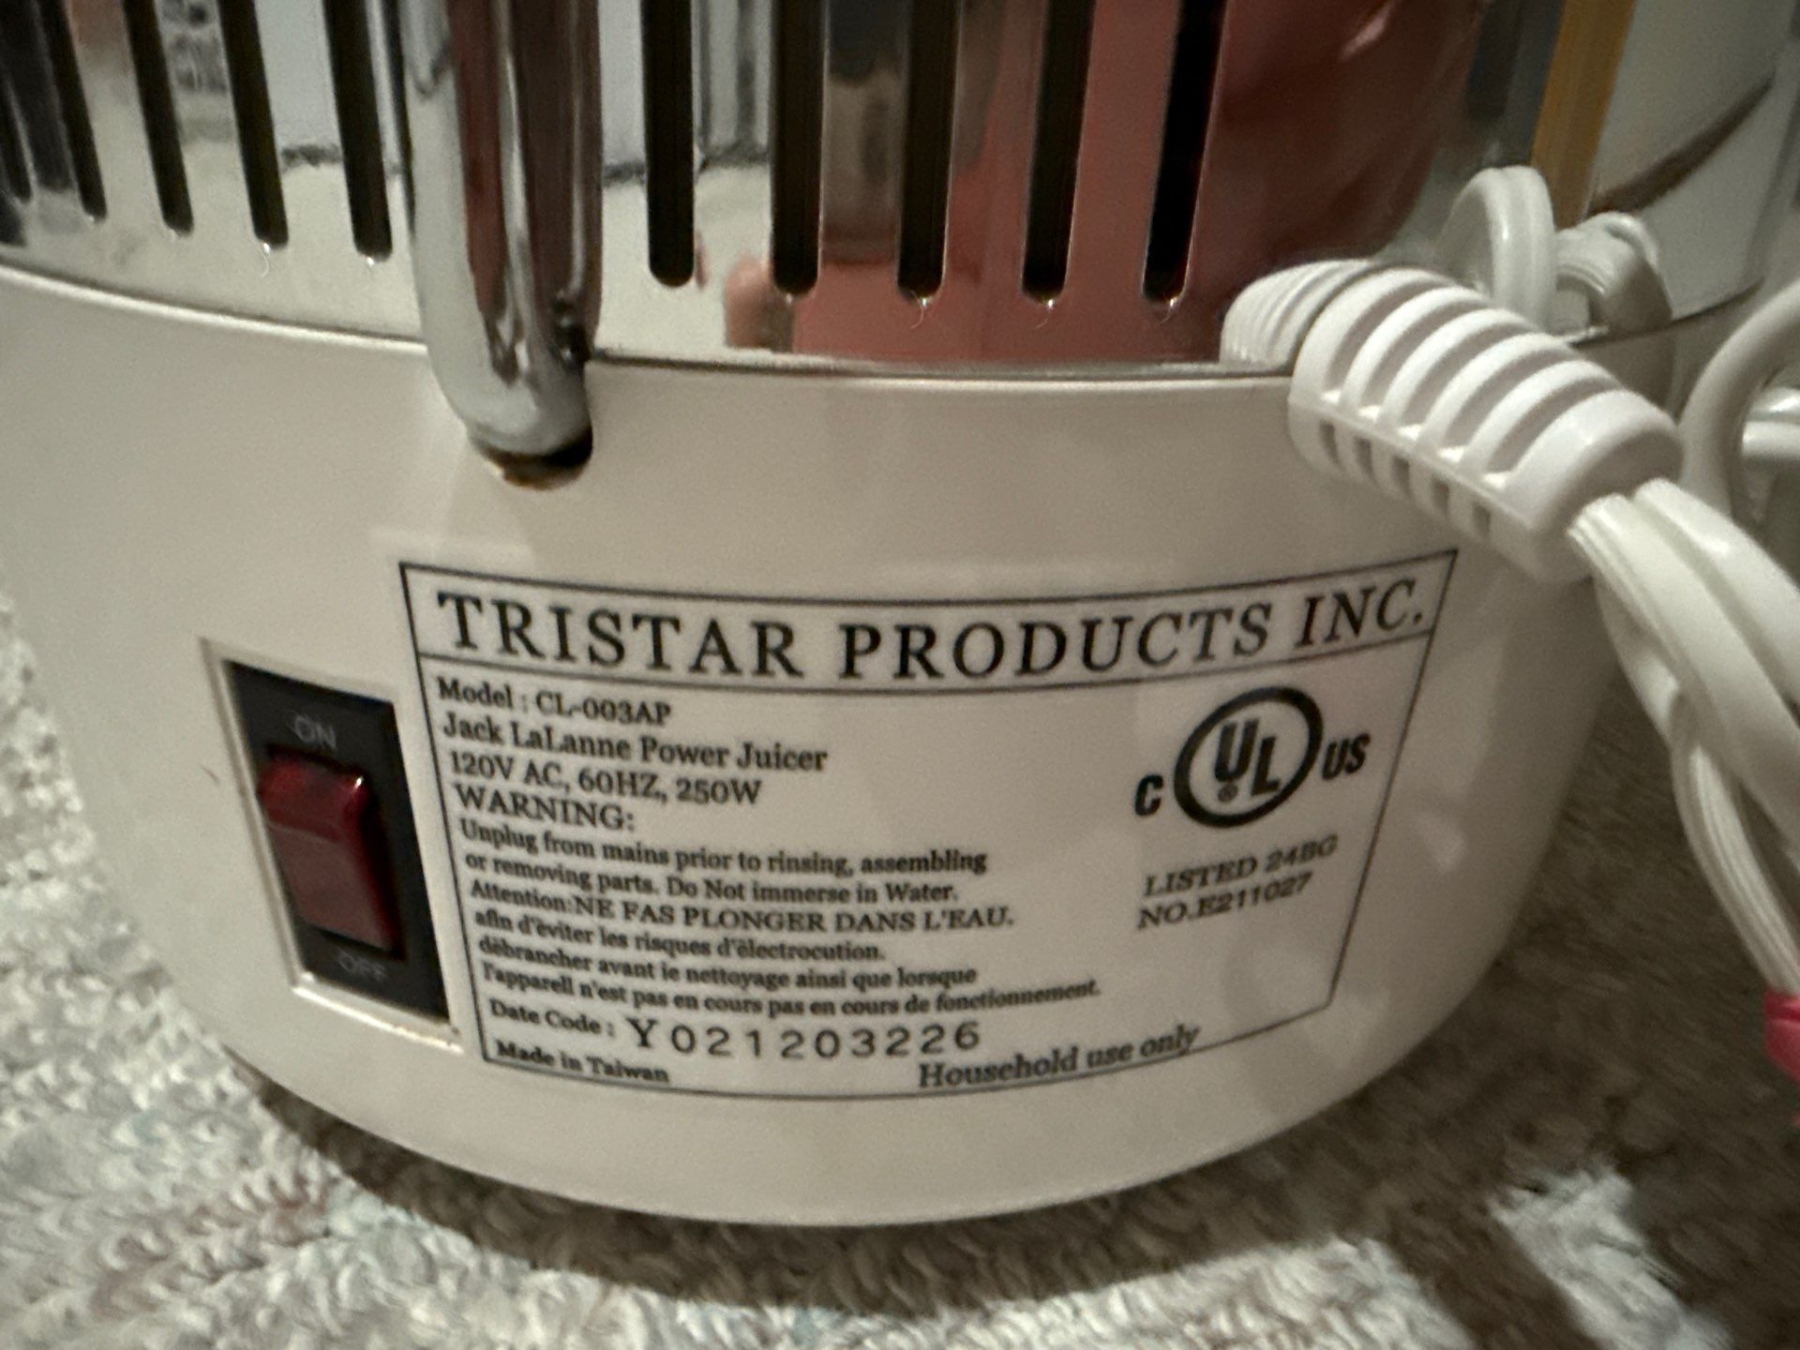 TRISTAR PRODUCTS INC.
Model : CL-003AP
Jack LaLanne Power Juicer
120V AC, 60HZ, 250W
WARNING:
Unplug from mains prior to rinsing, assembling
or removing parts. Do Not immerse in Water.
Attention:NE FAS PLONGER DANS L'EAU.
afin d'éviter les risques d'électrocution.
débrancher avant le nettoyage ainsi que lorsque
l'appareil n'est pas en cours pas en cours de fonctionnement.
Date Code : Y021203226
Made in Taiwan
Household use only
C UL® US
LISTED 24BG
NO.E211027
ON
OFF